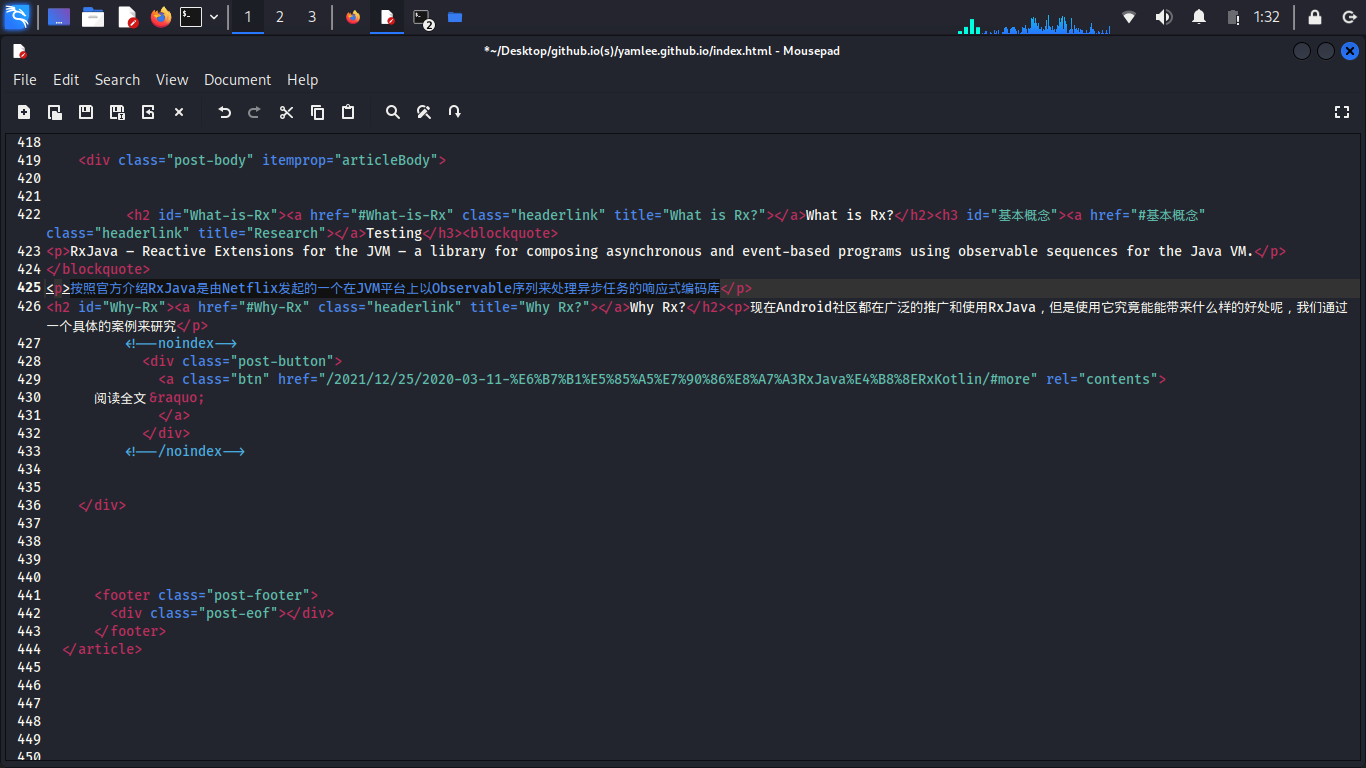 1 2 3
2
1:32
*~/Desktop/github.io(s)/yamlee.github.io/index.html - Mousepad
File Edit Search View Document Help
418
419 <div class="post-body" itemprop="articleBody">
420
421
422 <h2 id="What-is-Rx"><a href="#What-is-Rx" class="headerlink" title="What is Rx?"></a>What is Rx?</h2><h3 id="基本概念"><a href="#基本概念"
class="headerlink" title="Research"></a>Testing</h3><blockquote>
423 <p>RxJava – Reactive Extensions for the JVM – a library for composing asynchronous and event-based programs using observable sequences for the Java VM.</p>
424 </blockquote>
425 <p>按照官方介绍RxJava是由Netflix发起的一个在JVM平台上以Observable序列来处理异步任务的响应式编码库</p>
426 <h2 id="Why-Rx"><a href="#Why-Rx" class="headerlink" title="Why Rx?"></a>Why Rx?</h2><p>现在Android社区都在广泛的推广和使用RxJava，但是使用它究竟能能带来什么样的好处呢，我们通过
一个具体的案例来研究</p>
427 <!--noindex-->
428 <div class="post-button">
429 <a class="btn" href="/2021/12/25/2020-03-11-%E6%B7%B1%E5%85%A5%E7%90%86%E8%A7%A3RxJava%E4%B8%8ERxKotlin/#more" rel="contents">
430 阅读全文 &raquo;
431 </a>
432 </div>
433 <!--/noindex-->
434
435
436 </div>
437
438
439
440
441 <footer class="post-footer">
442 <div class="post-eof"></div>
443 </footer>
444 </article>
445
446
447
448
449
450